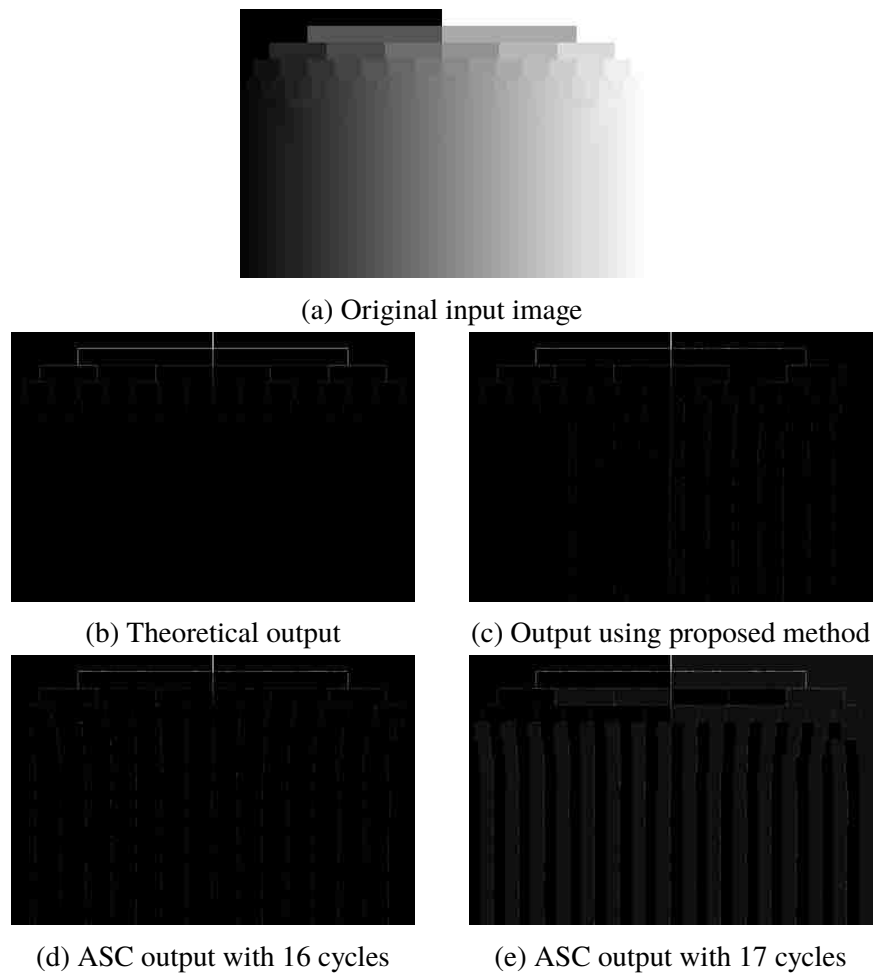 (a) Original input image
(b) Theoretical output
(c) Output using proposed method
(d) ASC output with 16 cycles
(e) ASC output with 17 cycles